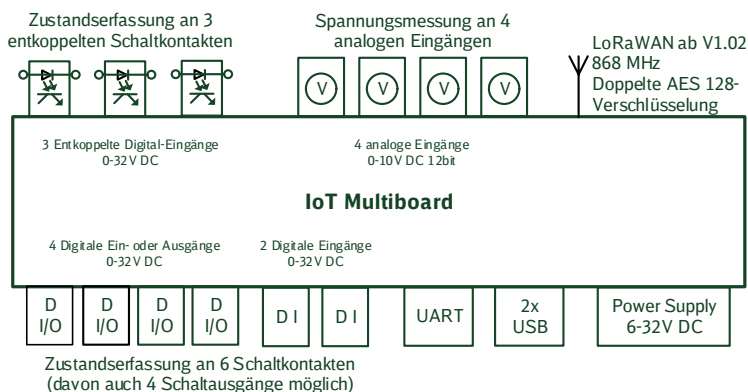 Zustandserfassung an 3
entkoppelten Schaltkontakten
Spannungsmessung an 4
analogen Eingängen
LoRaWAN ab V1.02
868 MHz
Doppelte AES 128-
Verschlüsselung
V V V V
3 Entkoppelte Digital-Eingänge
0-32V DC
4 analoge Eingänge
0-10V DC 12bit
IoT Multiboard
4 Digitale Ein- oder Ausgänge
0-32V DC
2 Digitale Eingänge
0-32V DC
D
I/O
D
I/O
D
I/O
D
I/O
D I
D I
UART
2x
USB
Power Supply
6-32V DC
Zustandserfassung an 6 Schaltkontakten
(davon auch 4 Schaltausgänge möglich)